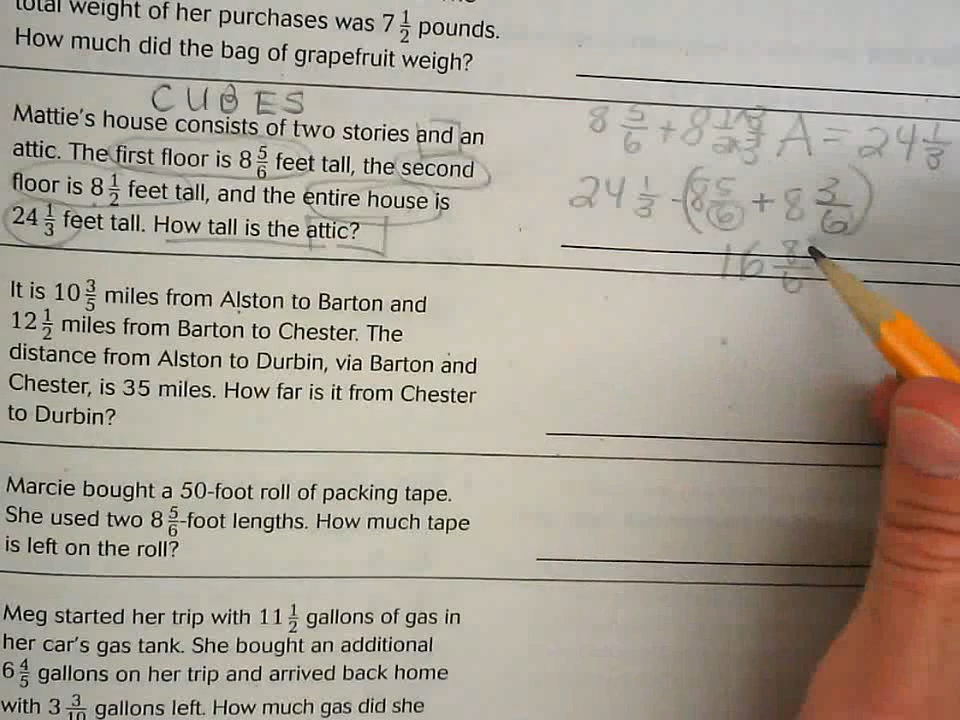 total weight of her purchases was 7 1/2 pounds.
How much did the bag of grapefruit weigh?
CUBES
Mattie's house consists of two stories and an
attic. The first floor is 8 5/6 feet tall, the second
floor is 8 1/2 feet tall, and the entire house is
24 1/3 feet tall. How tall is the attic?
8 5/6 + 8 1/2 A = 24 1/3
24 1/3 - (8 5/6 + 8 3/6)
16 8/6
It is 10 3/5 miles from Alston to Barton and
12 1/2 miles from Barton to Chester. The
distance from Alston to Durbin, via Barton and
Chester, is 35 miles. How far is it from Chester
to Durbin?
Marcie bought a 50-foot roll of packing tape.
She used two 8 5/6-foot lengths. How much tape
is left on the roll?
Meg started her trip with 11 1/2 gallons of gas in
her car's gas tank. She bought an additional
6 4/5 gallons on her trip and arrived back home
with 3 3/10 gallons left. How much gas did she